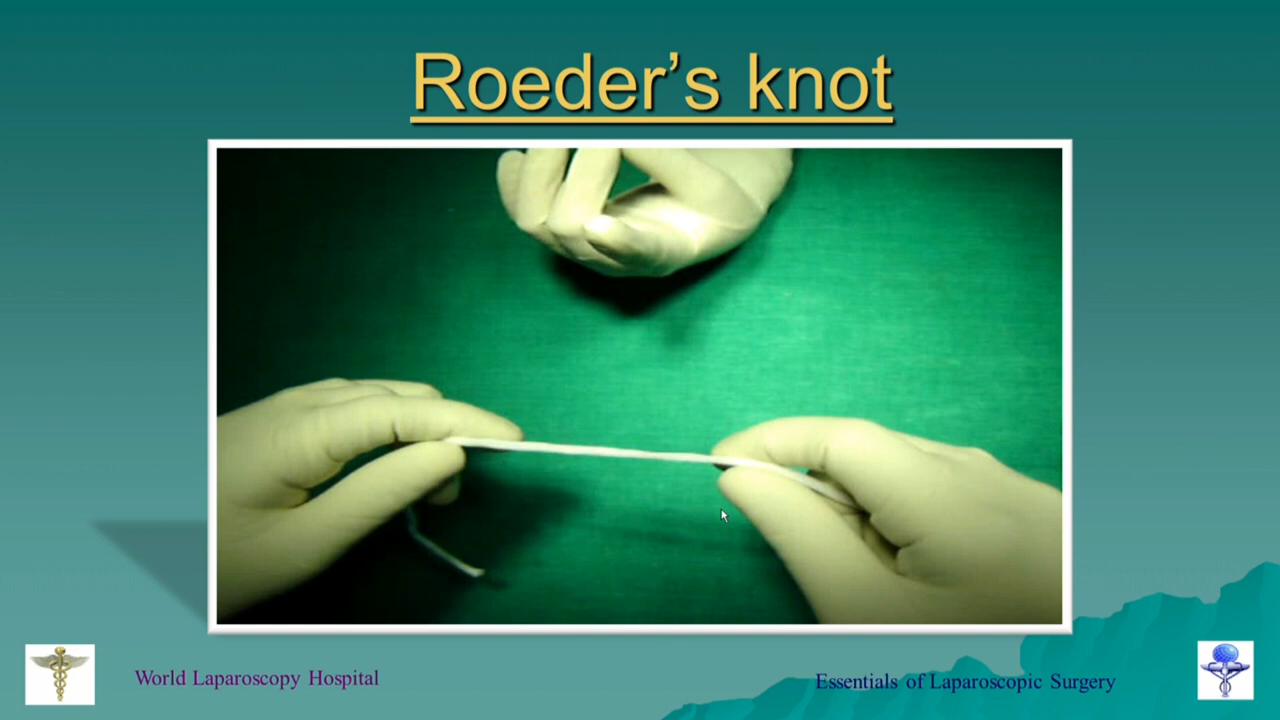 Roeder’s knot
World Laparoscopy Hospital
Essentials of Laparoscopic Surgery